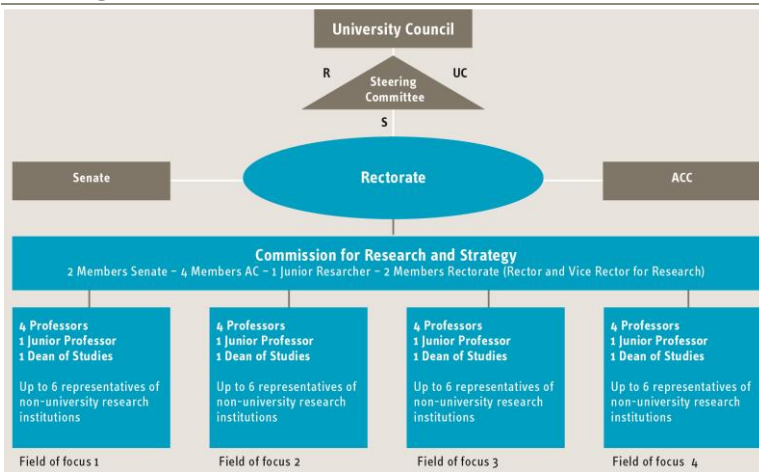 University Council
R
UC
Steering
Committee
S
Senate
Rectorate
ACC
Commission for Research and Strategy
2 Members Senate – 4 Members AC – 1 Junior Resarcher – 2 Members Rectorate (Rector and Vice Rector for Research)
4 Professors
1 Junior Professor
1 Dean of Studies
Up to 6 representatives of
non-university research
institutions
4 Professors
1 Junior Professor
1 Dean of Studies
Up to 6 representatives of
non-university research
institutions
4 Professors
1 Junior Professor
1 Dean of Studies
Up to 6 representatives of
non-university research
institutions
4 Professors
1 Junior Professor
1 Dean of Studies
Up to 6 representatives of
non-university research
institutions
Field of focus 1
Field of focus 2
Field of focus 3
Field of focus 4